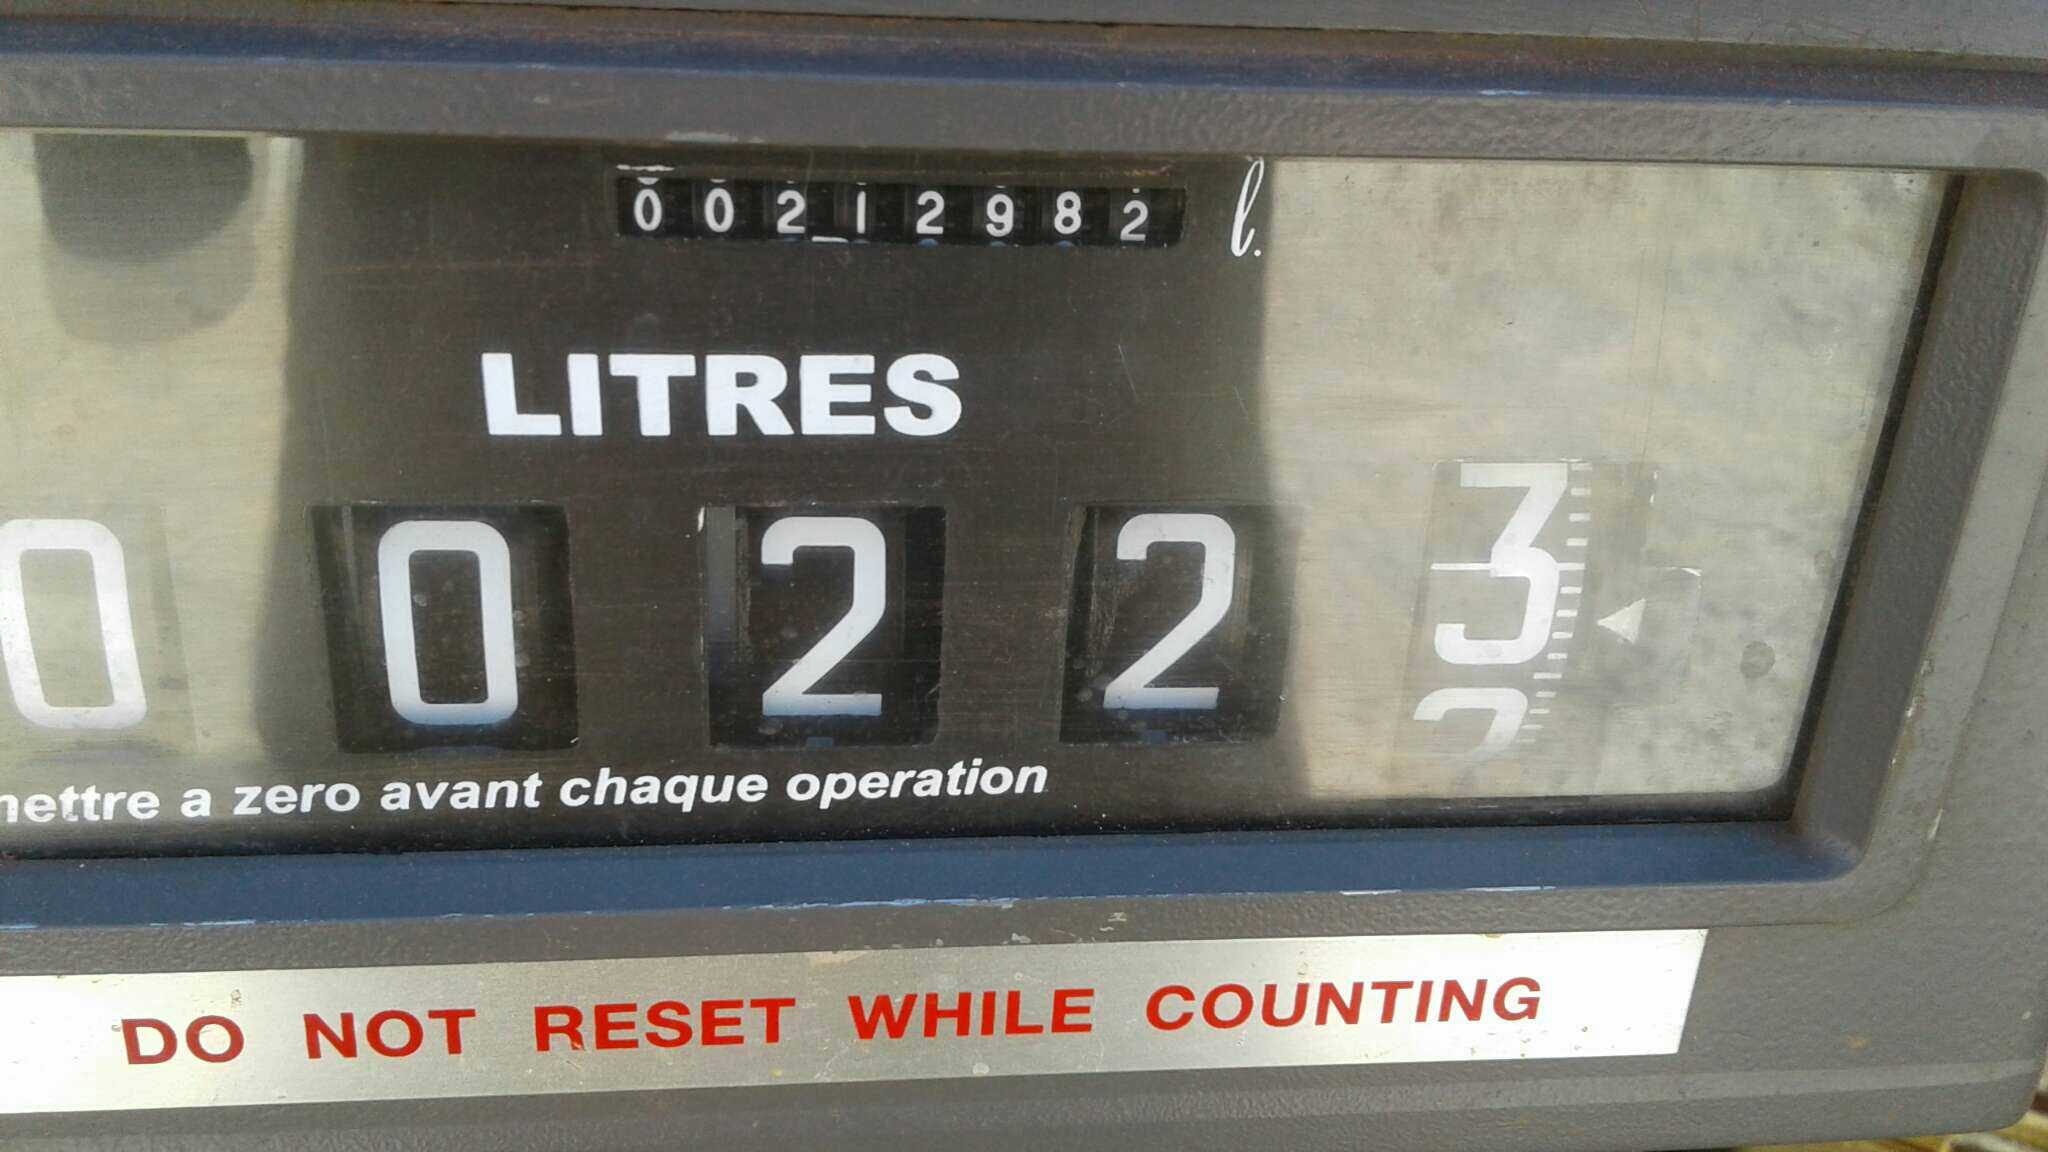 00212982 l.
LITRES
0 0 2 2 3
mettre a zero avant chaque operation
DO NOT RESET WHILE COUNTING